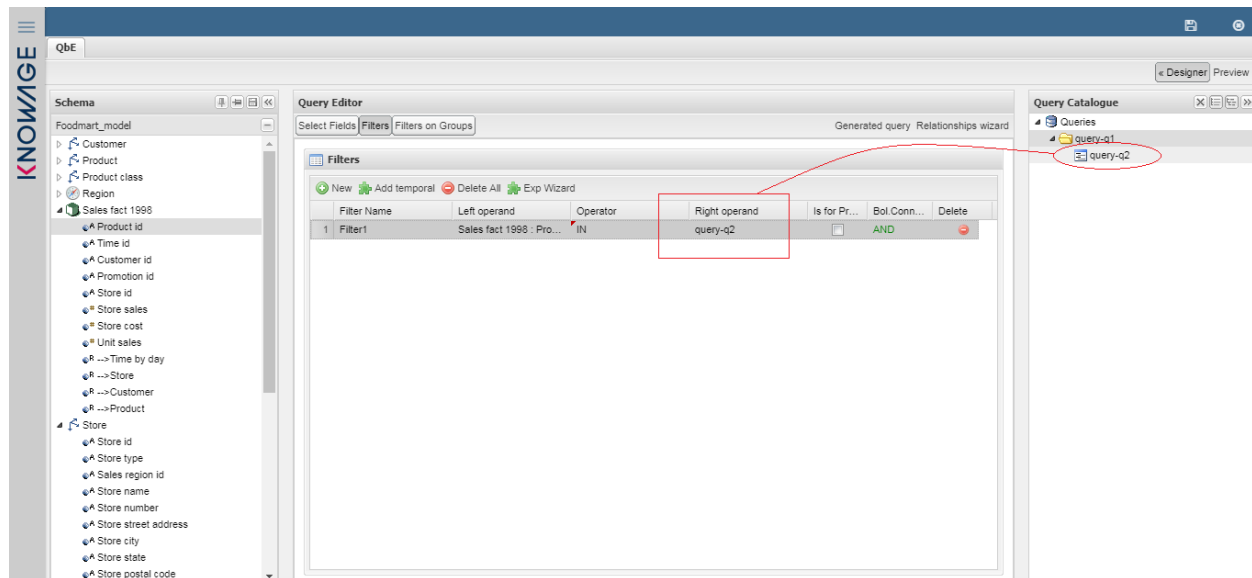 KNOWAGE
QbE
« Designer Preview
Schema
Foodmart_model
Customer
Product
Product class
Region
Sales fact 1998
A Product id
A Time id
A Customer id
A Promotion id
A Store id
Store sales
Store cost
Unit sales
R -->Time by day
R -->Store
R -->Customer
R -->Product
Store
A Store id
A Store type
A Sales region id
A Store name
A Store number
A Store street address
A Store city
A Store state
A Store postal code
Query Editor
Select Fields Filters Filters on Groups Generated query Relationships wizard
Filters
New Add temporal Delete All Exp Wizard
Filter Name Left operand Operator Right operand Is for Pr... Bol.Conn... Delete
1 Filter1 Sales fact 1998 : Pro... IN query-q2 AND
Query Catalogue
Queries
query-q1
query-q2